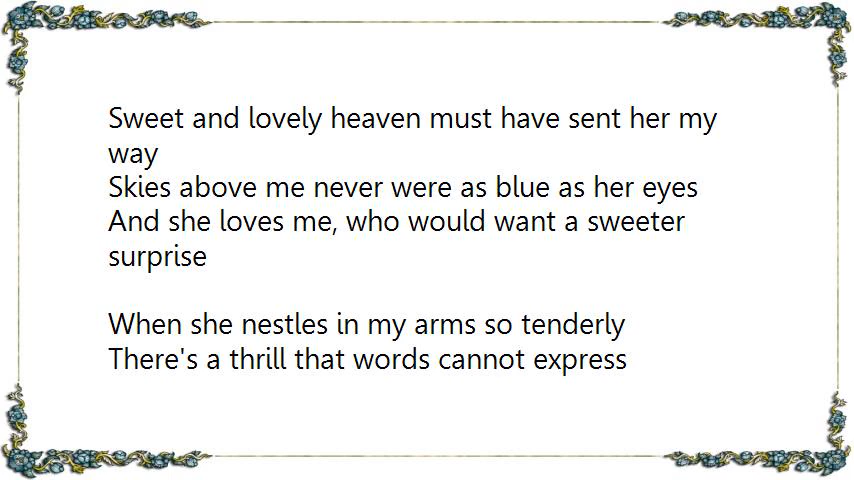 Sweet and lovely heaven must have sent her my
way
Skies above me never were as blue as her eyes
And she loves me, who would want a sweeter
surprise
When she nestles in my arms so tenderly
There's a thrill that words cannot express